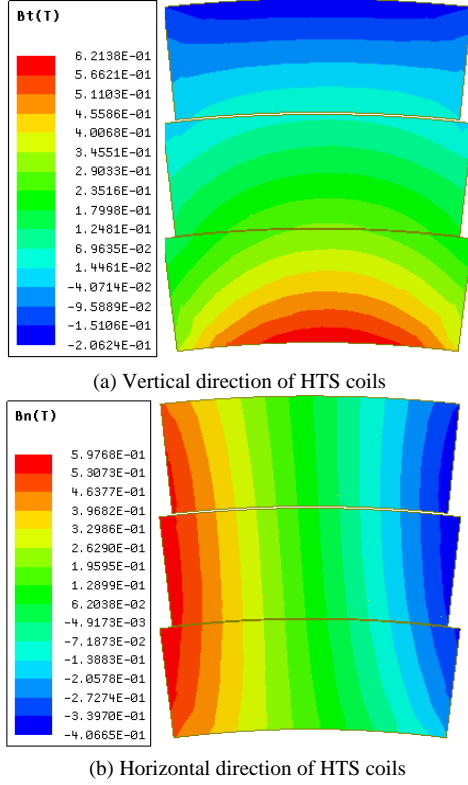 Bt(T)
6.2138E-01
5.6621E-01
5.1103E-01
4.5586E-01
4.0068E-01
3.4551E-01
2.9033E-01
2.3516E-01
1.7998E-01
1.2481E-01
6.9635E-02
1.4461E-02
-4.0714E-02
-9.5889E-02
-1.5106E-01
-2.0624E-01
(a) Vertical direction of HTS coils
Bn(T)
5.9768E-01
5.3073E-01
4.6377E-01
3.9682E-01
3.2986E-01
2.6290E-01
1.9595E-01
1.2899E-01
6.2038E-02
-4.9173E-03
-7.1873E-02
-1.3883E-01
-2.0578E-01
-2.7274E-01
-3.3970E-01
-4.0665E-01
(b) Horizontal direction of HTS coils